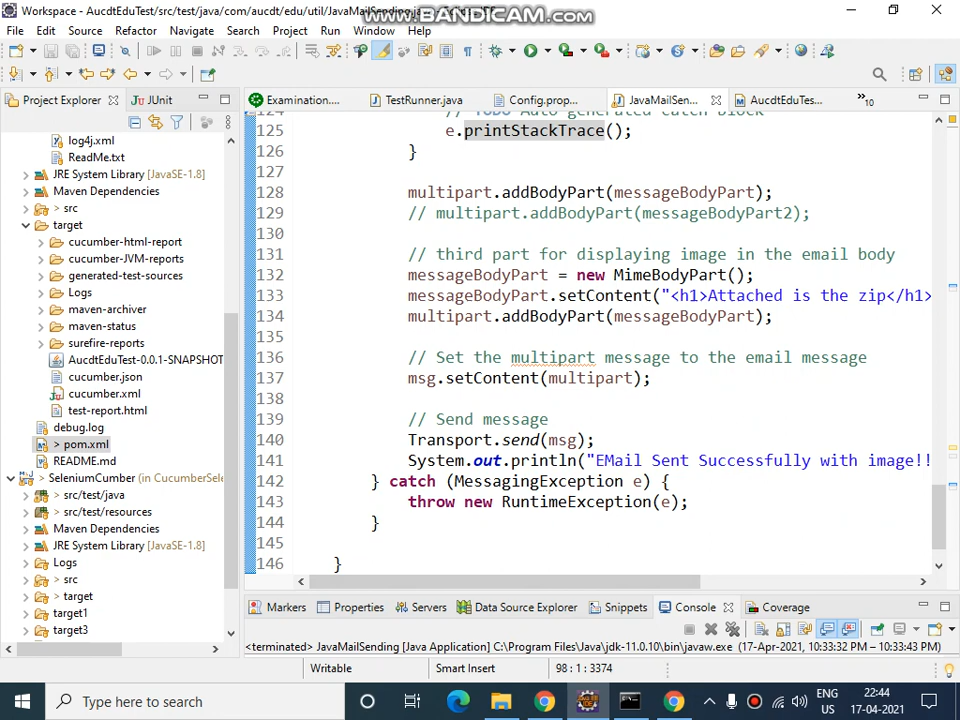 Workspace - AucdtEduTest/src/test/java/com/aucdt/edu/util/JavaMailSending.jav
WWW.BANDICAM.COM
File Edit Source Refactor Navigate Search Project Run Window Help
Project Explorer JUnit
Examination.... TestRunner.java Config.prop... JavaMailSen... AucdtEduTes... »10
log4j.xml
ReadMe.txt
JRE System Library [JavaSE-1.8]
Maven Dependencies
> src
target
cucumber-html-report
cucumber-JVM-reports
generated-test-sources
Logs
maven-archiver
maven-status
surefire-reports
AucdtEduTest-0.0.1-SNAPSHOT
cucumber.json
cucumber.xml
test-report.html
debug.log
> pom.xml
README.md
> SeleniumCumber (in CucumberSele
> src/test/java
> src/test/resources
Maven Dependencies
JRE System Library [JavaSE-1.8]
Logs
> src
> target
target1
target3
124 // TODO Auto-generated catch block
125 e.printStackTrace();
126 }
127
128 multipart.addBodyPart(messageBodyPart);
129 // multipart.addBodyPart(messageBodyPart2);
130
131 // third part for displaying image in the email body
132 messageBodyPart = new MimeBodyPart();
133 messageBodyPart.setContent("<h1>Attached is the zip</h1>
134 multipart.addBodyPart(messageBodyPart);
135
136 // Set the multipart message to the email message
137 msg.setContent(multipart);
138
139 // Send message
140 Transport.send(msg);
141 System.out.println("EMail Sent Successfully with image!!
142 } catch (MessagingException e) {
143 throw new RuntimeException(e);
144 }
145
146 }
Markers Properties Servers Data Source Explorer Snippets Console Coverage
<terminated> JavaMailSending [Java Application] C:\Program Files\Java\jdk-11.0.10\bin\javaw.exe (17-Apr-2021, 10:33:32 PM – 10:33:43 PM)
Writable Smart Insert 98 : 1 : 3374
Type here to search
ENG
US
22:44
17-04-2021